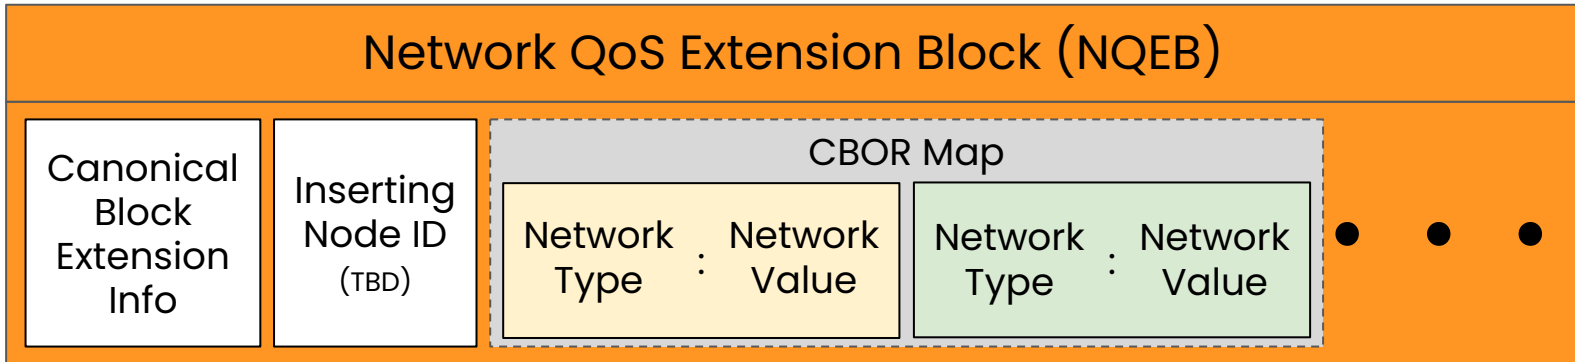 Network QoS Extension Block (NQEB)
Canonical
Block
Extension
Info
Inserting
Node ID
(TBD)
CBOR Map
Network
Type
:
Network
Value
Network
Type
:
Network
Value